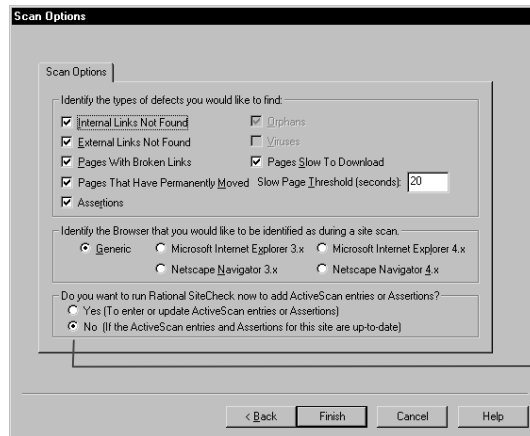 Scan Options
Scan Options
Identify the types of defects you would like to find:
Internal Links Not Found
Orphans
External Links Not Found
Viruses
Pages With Broken Links
Pages Slow To Download
Pages That Have Permanently Moved
Slow Page Threshold (seconds): 20
Assertions
Identify the Browser that you would like to be identified as during a site scan.
Generic
Microsoft Internet Explorer 3.x
Microsoft Internet Explorer 4.x
Netscape Navigator 3.x
Netscape Navigator 4.x
Do you want to run Rational SiteCheck now to add ActiveScan entries or Assertions?
Yes (To enter or update ActiveScan entries or Assertions)
No (If the ActiveScan entries and Assertions for this site are up-to-date)
< Back
Finish
Cancel
Help